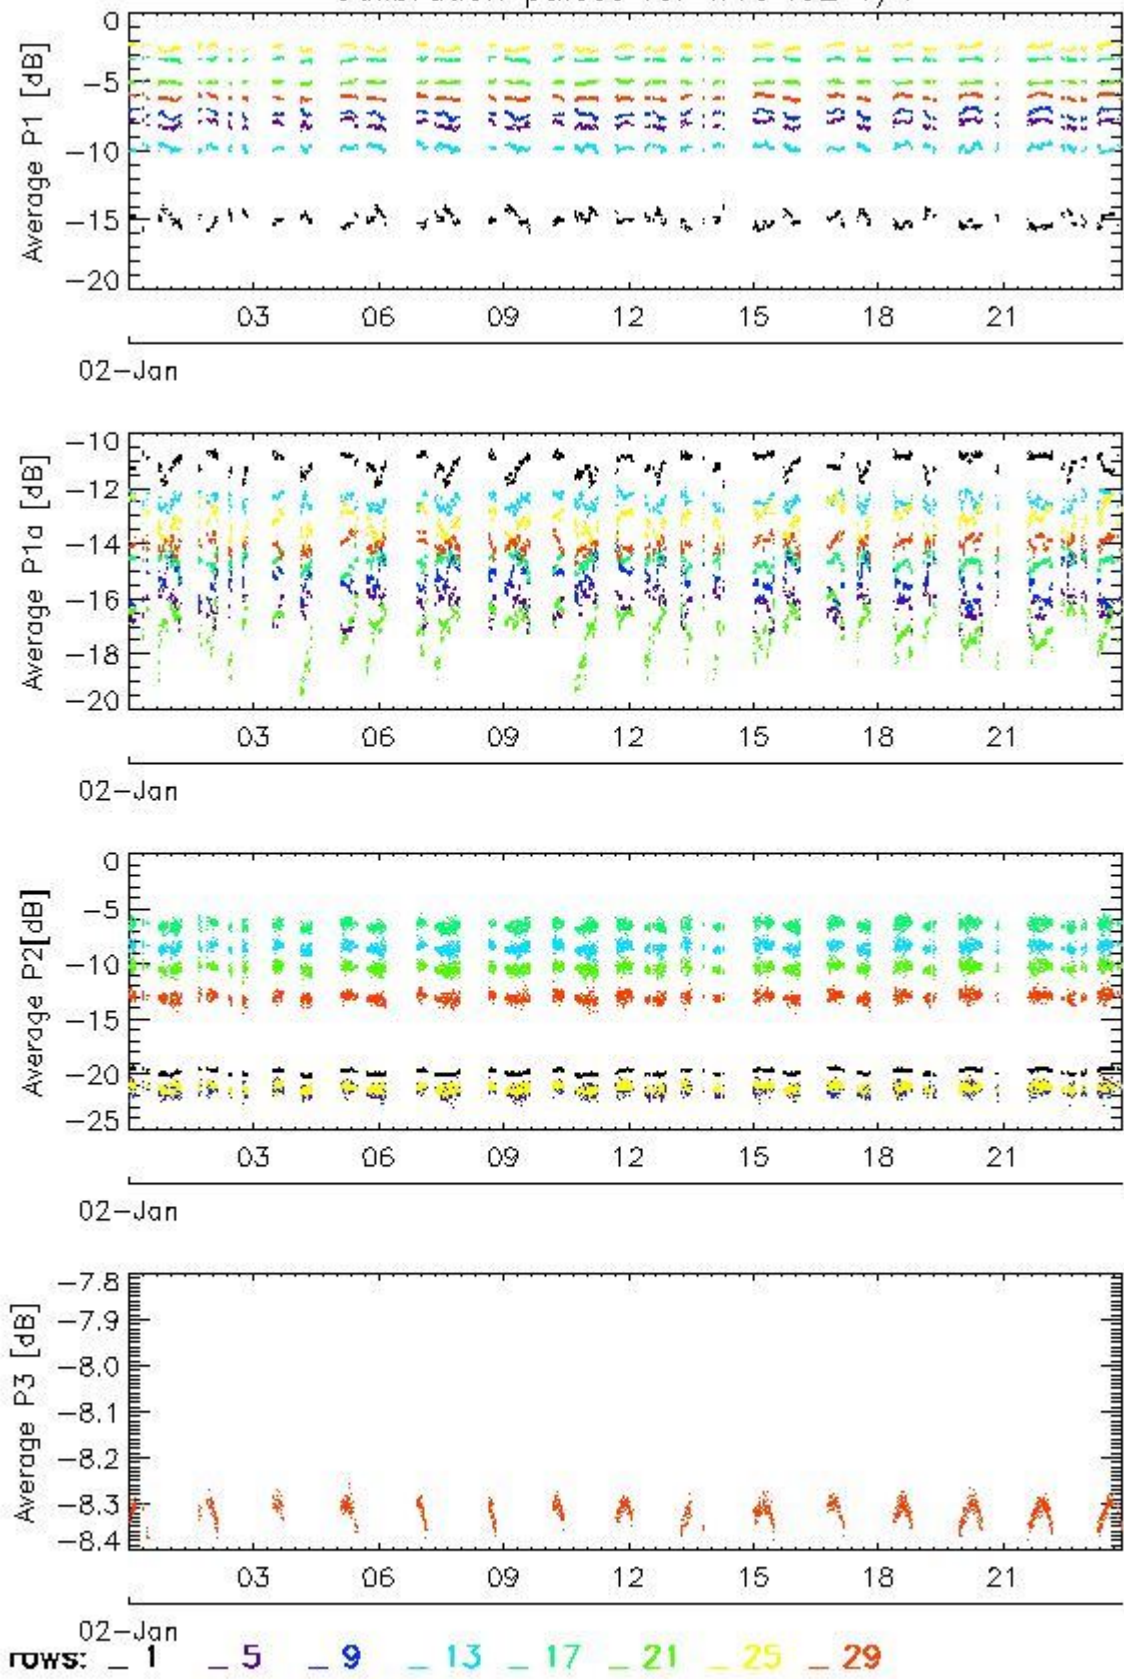 0
−5
−10
−15
−20
Average P1 [dB]
03 06 09 12 15 18 21
02−Jan
−10
−12
−14
−16
−18
−20
Average P1a [dB]
03 06 09 12 15 18 21
02−Jan
0
−5
−10
−15
−20
−25
Average P2[dB]
03 06 09 12 15 18 21
02−Jan
−7.8
−7.9
−8.0
−8.1
−8.2
−8.3
−8.4
Average P3 [dB]
03 06 09 12 15 18 21
02−Jan
rows: _ 1 _ 5 _ 9 _ 13 _ 17 _ 21 _ 25 _ 29